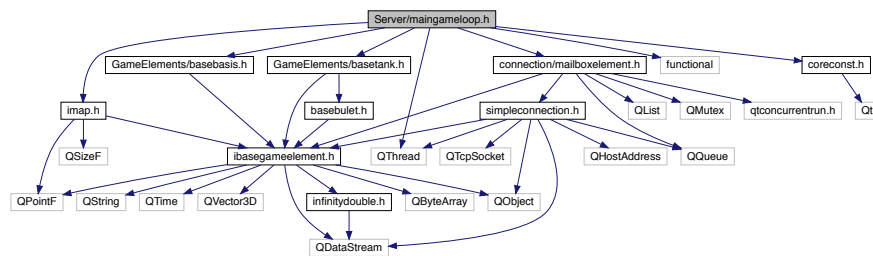 Server/maingameloop.h
GameElements/basebasis.h
GameElements/basetank.h
connection/mailboxelement.h
functional
coreconst.h
imap.h
basebulet.h
simpleconnection.h
QList
QMutex
qtconcurrentrun.h
Qt
QSizeF
ibasegameelement.h
QThread
QTcpSocket
QHostAddress
QQueue
QPointF
QString
QTime
QVector3D
infinitydouble.h
QByteArray
QObject
QDataStream